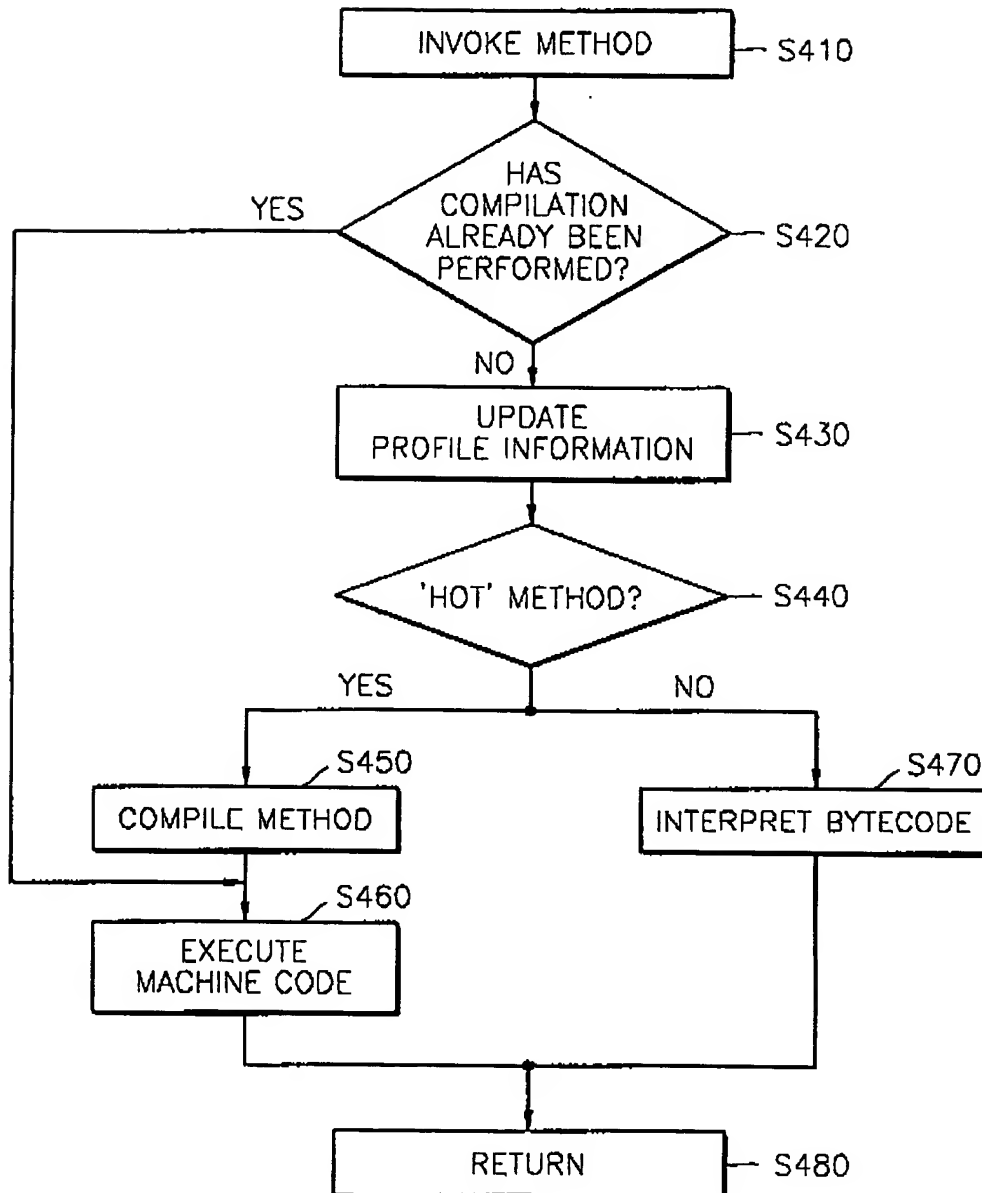 INVOKE METHOD
S410
HAS
COMPILATION
ALREADY BEEN
PERFORMED?
S420
YES
NO
UPDATE
PROFILE INFORMATION
S430
'HOT' METHOD?
S440
YES
NO
S450
COMPILE METHOD
S470
INTERPRET BYTECODE
S460
EXECUTE
MACHINE CODE
RETURN
S480